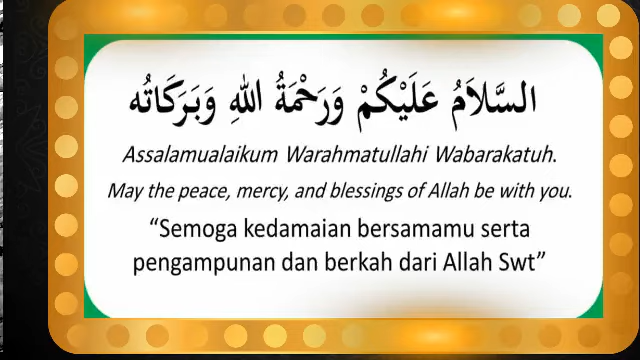 السَّلاَمُ عَلَيْكُمْ وَرَحْمَةُ اللهِ وَبَرَكَاتُه
Assalamualaikum Warahmatullahi Wabarakatuh.
May the peace, mercy, and blessings of Allah be with you.
“Semoga kedamaian bersamamu serta
pengampunan dan berkah dari Allah Swt”